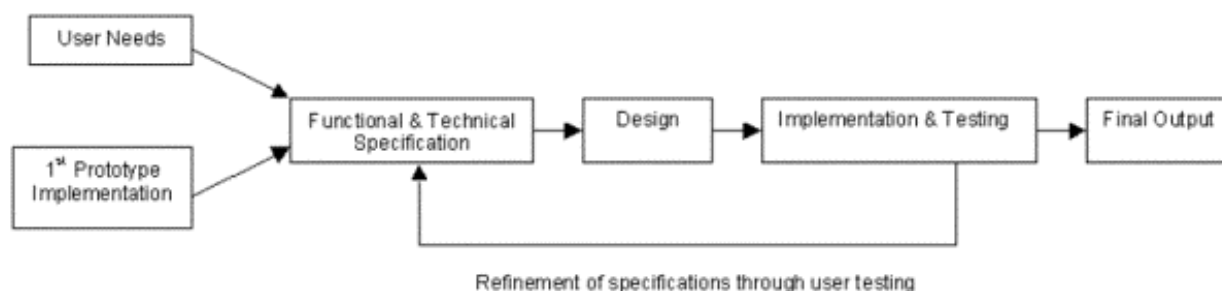 User Needs
Functional & Technical
Specification
Design
Implementation & Testing
Final Output
1st Prototype
Implementation
Refinement of specifications through user testing